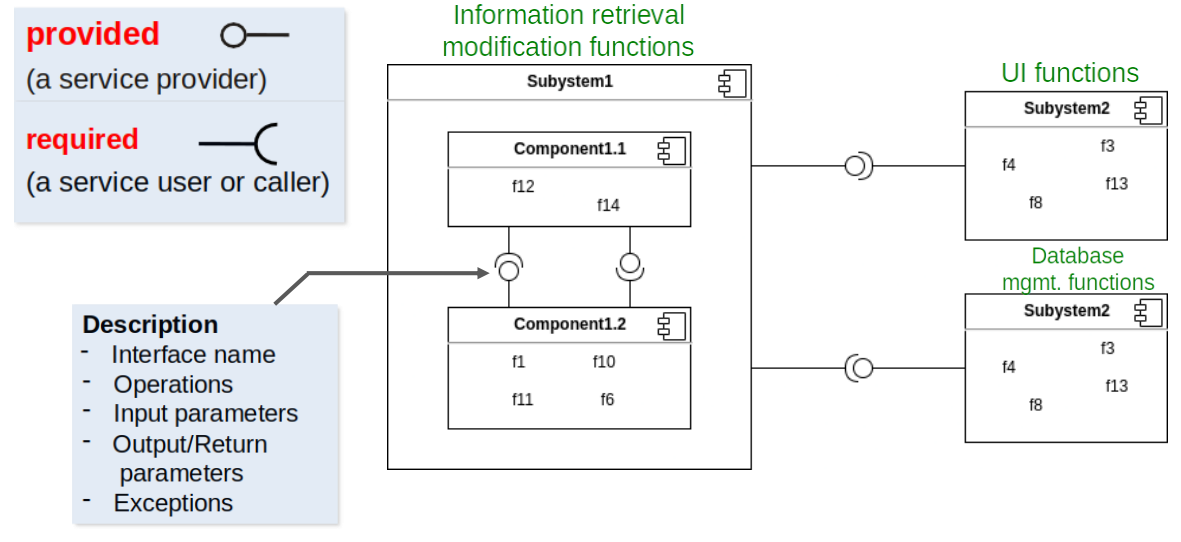 provided
(a service provider)
required
(a service user or caller)
Description
- Interface name
- Operations
- Input parameters
- Output/Return
parameters
- Exceptions
Information retrieval
modification functions
Subystem1
Component1.1
f12
f14
Component1.2
f1 f10
f11 f6
UI functions
Subystem2
f3
f4
f13
f8
Database
mgmt. functions
Subystem2
f3
f4
f13
f8